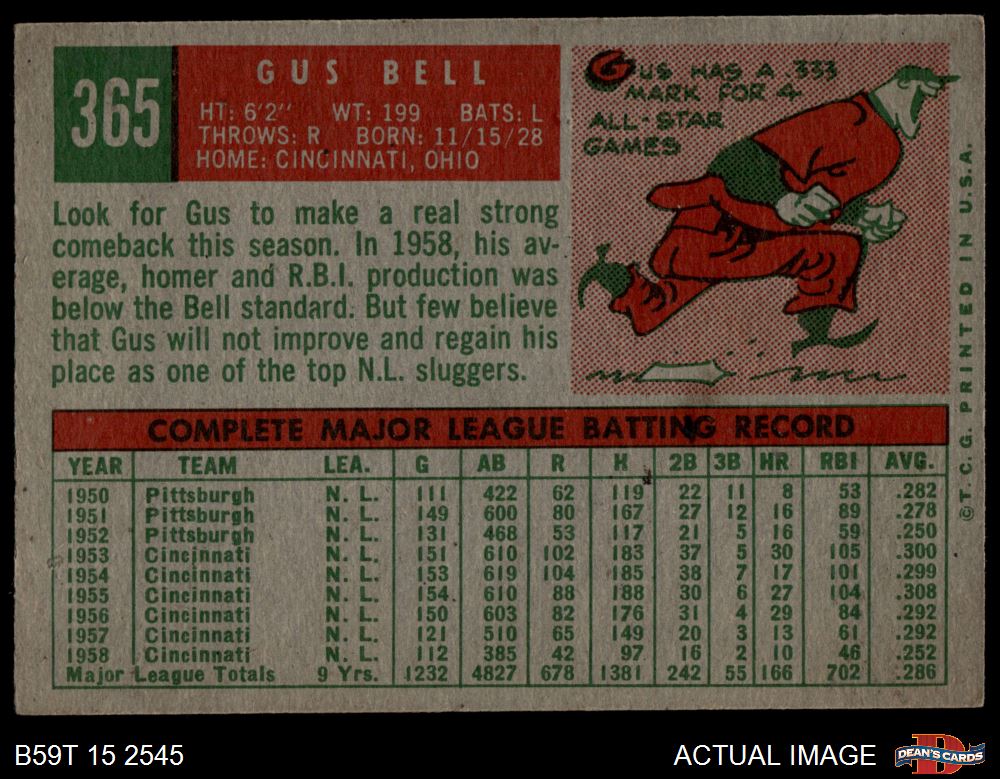 365
GUS BELL
HT: 6'2" WT: 199 BATS: L
THROWS: R BORN: 11/15/28
HOME: CINCINNATI, OHIO
GUS HAS A .333
MARK FOR 4
ALL-STAR
GAMES
Look for Gus to make a real strong
comeback this season. In 1958, his av-
erage, homer and R.B.I. production was
below the Bell standard. But few believe
that Gus will not improve and regain his
place as one of the top N.L. sluggers.
©T. C. G. PRINTED IN U.S.A.
COMPLETE MAJOR LEAGUE BATTING RECORD
YEAR TEAM LEA. G AB R H 2B 3B HR RBI AVG.
1950 Pittsburgh N. L. 111 422 62 119 22 11 8 53 .282
1951 Pittsburgh N. L. 149 600 80 167 27 12 16 89 .278
1952 Pittsburgh N. L. 131 468 53 117 21 5 16 59 .250
1953 Cincinnati N. L. 151 610 102 183 37 5 30 105 .300
1954 Cincinnati N. L. 153 619 104 185 38 7 17 101 .299
1955 Cincinnati N. L. 154 610 88 188 30 6 27 104 .308
1956 Cincinnati N. L. 150 603 82 176 31 4 29 84 .292
1957 Cincinnati N. L. 121 510 65 149 20 3 13 61 .292
1958 Cincinnati N. L. 112 385 42 97 16 2 10 46 .252
Major League Totals 9 Yrs. 1232 4827 678 1381 242 55 166 702 .286
B59T 15 2545
ACTUAL IMAGE
DEAN'S CARDS